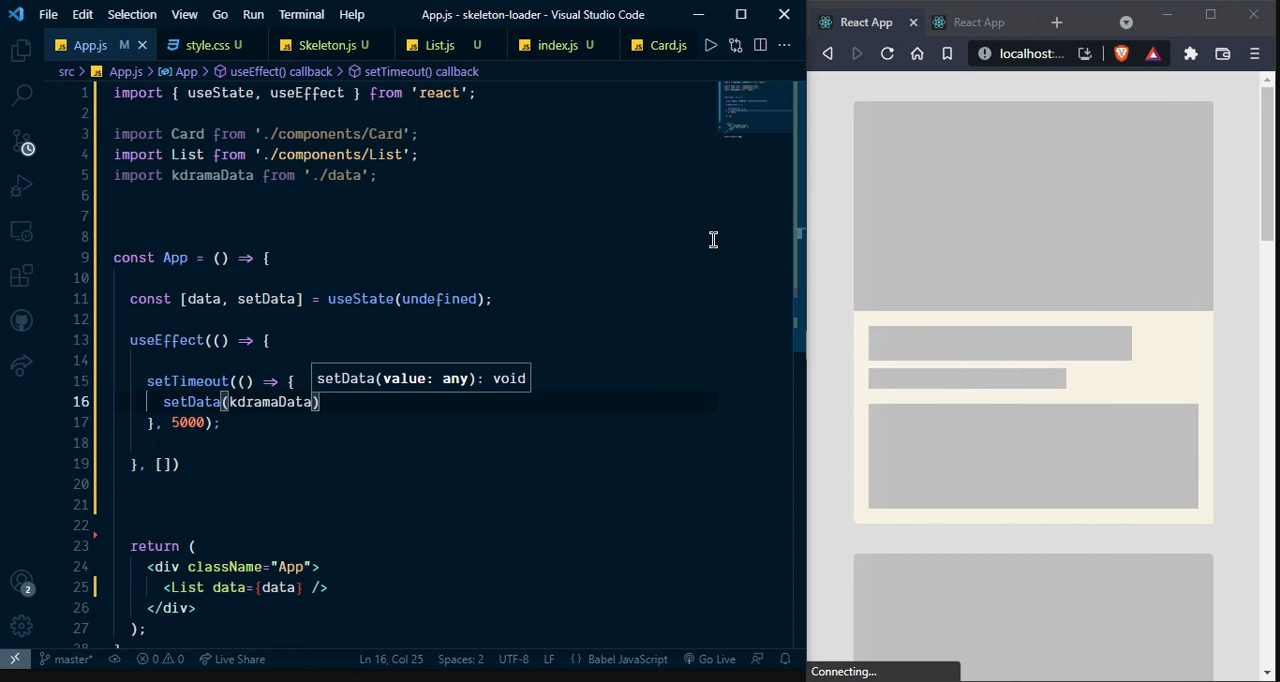 File Edit Selection View Go Run Terminal Help App.js - skeleton-loader - Visual Studio Code
App.js M style.css U Skeleton.js U List.js U index.js U Card.js
src > App.js > App > useEffect() callback > setTimeout() callback
1 import { useState, useEffect } from 'react';
2
3 import Card from './components/Card';
4 import List from './components/List';
5 import kdramaData from './data';
6
7
8
9 const App = () => {
10
11 const [data, setData] = useState(undefined);
12
13 useEffect(() => {
14
15 setTimeout(() => {
setData(value: any): void
16 setData(kdramaData)
17 }, 5000);
18
19 }, [])
20
21
22
23 return (
24 <div className="App">
25 <List data={data} />
26 </div>
27 );
28 }
2
master* 0 0 Live Share Ln 16, Col 25 Spaces: 2 UTF-8 LF Babel JavaScript Go Live
React App React App
localhost:...
Connecting...